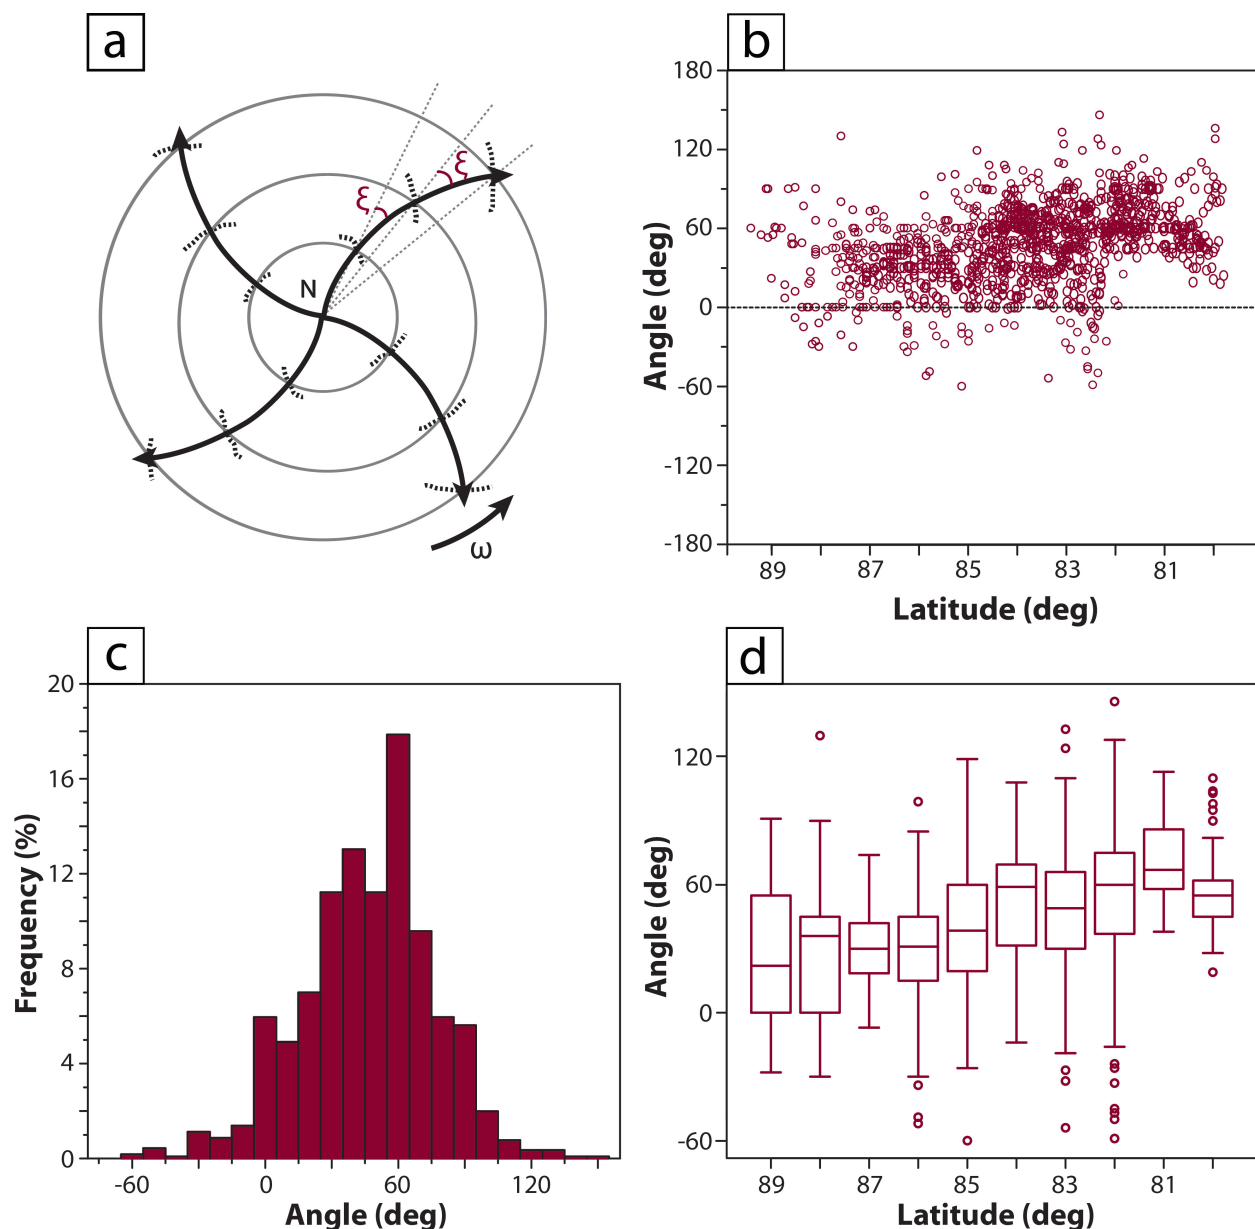 a
ξ
ξ
N
ω
b
180
120
60
0
-60
-120
-180
Angle (deg)
89 87 85 83 81
Latitude (deg)
c
20
16
12
8
4
0
Frequency (%)
-60 0 60 120
Angle (deg)
d
120
60
0
-60
Angle (deg)
89 87 85 83 81
Latitude (deg)